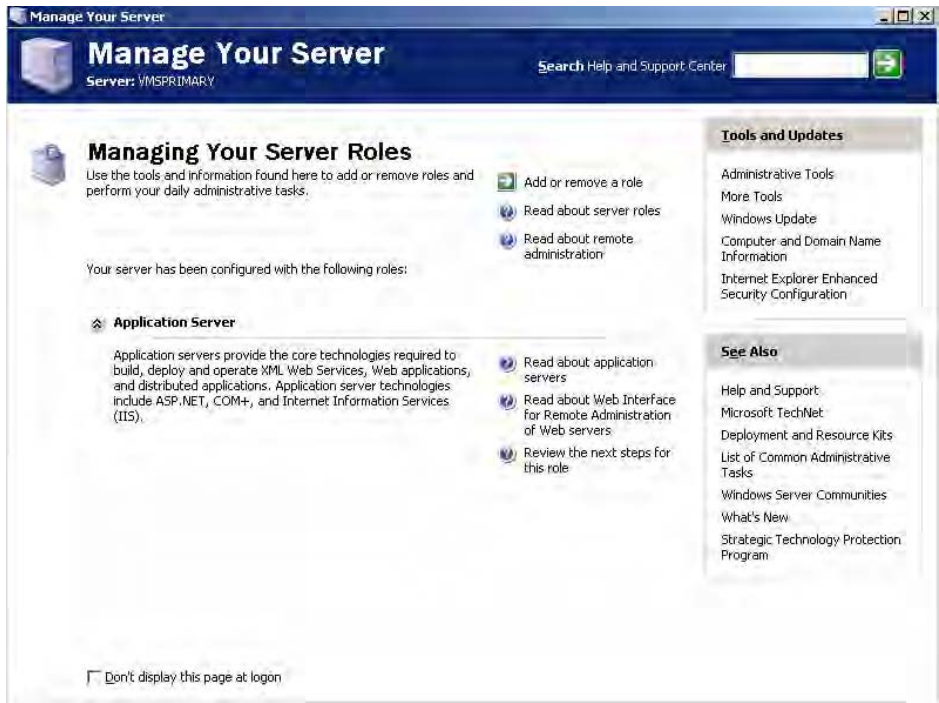 Manage Your Server
Manage Your Server
Server: VMSPRIMARY
Search Help and Support Center
Managing Your Server Roles
Use the tools and information found here to add or remove roles and
perform your daily administrative tasks.
Add or remove a role
Read about server roles
Read about remote
administration
Your server has been configured with the following roles:
Application Server
Application servers provide the core technologies required to
build, deploy and operate XML Web Services, Web applications,
and distributed applications. Application server technologies
include ASP.NET, COM+, and Internet Information Services
(IIS).
Read about application
servers
Read about Web Interface
for Remote Administration
of Web servers
Review the next steps for
this role
Tools and Updates
Administrative Tools
More Tools
Windows Update
Computer and Domain Name
Information
Internet Explorer Enhanced
Security Configuration
See Also
Help and Support
Microsoft TechNet
Deployment and Resource Kits
List of Common Administrative
Tasks
Windows Server Communities
What's New
Strategic Technology Protection
Program
Don't display this page at logon